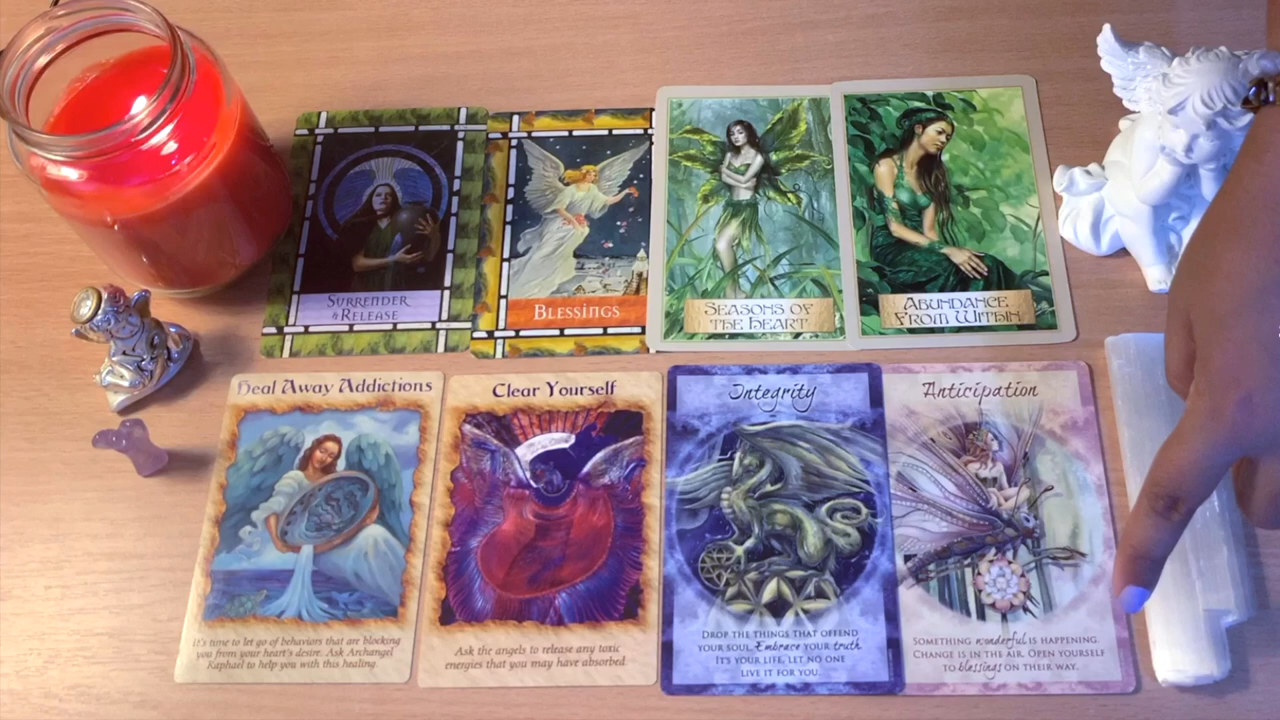 Surrender
& Release
Blessings
Seasons of
the Heart
Abundance
From Within
Heal Away Addictions
It's time to let go of behaviors that are blocking
you from your heart's desire. Ask Archangel
Raphael to help you with this healing.
Clear Yourself
Ask the angels to release any toxic
energies that you may have absorbed.
Integrity
Drop the things that offend
your soul. Embrace your truth
It's your life, let no one
live it for you.
Anticipation
Something wonderful is happening.
Change is in the air. Open yourself
to blessings on their way.